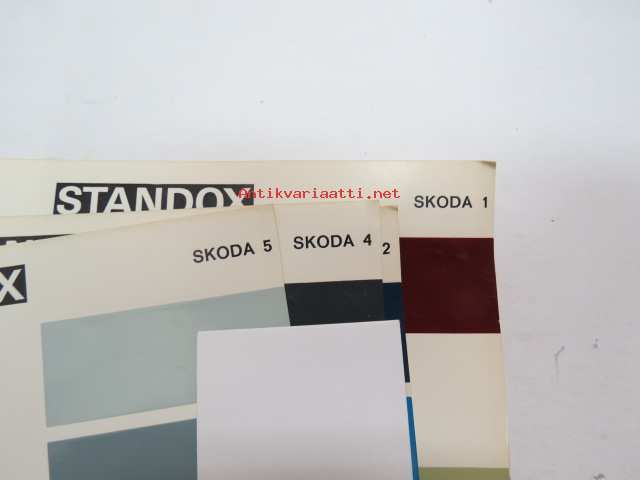 STANDOX
Antikvariaatti.net
SKODA 1
SKODA 5
SKODA 4
2
X